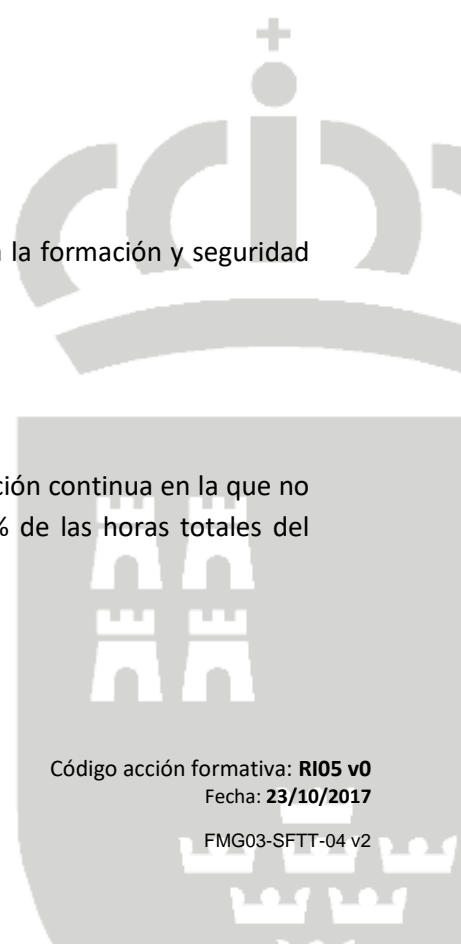 la formación y seguridad
ción continua en la que no
% de las horas totales del
Código acción formativa: RI05 v0
Fecha: 23/10/2017
FMG03-SFTT-04 v2